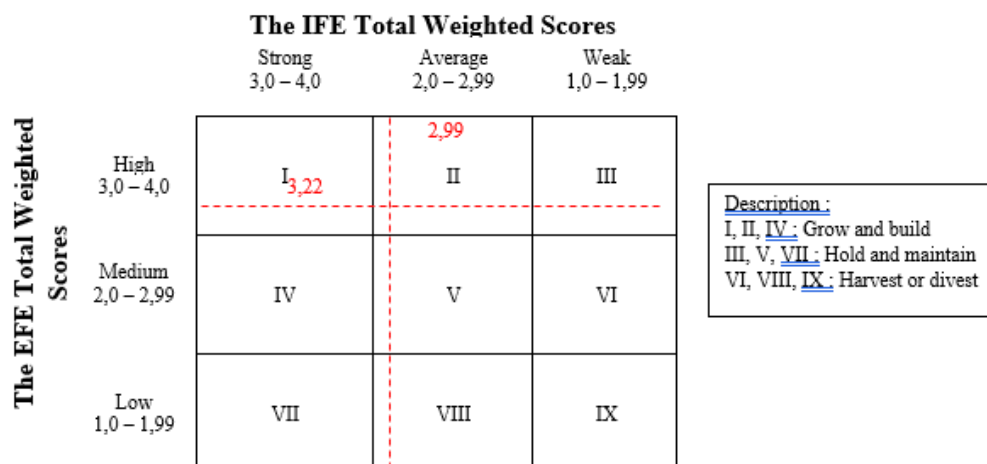 The IFE Total Weighted Scores
Strong
3,0 – 4,0
Average
2,0 – 2,99
Weak
1,0 – 1,99
The EFE Total Weighted
Scores
High
3,0 – 4,0
Medium
2,0 – 2,99
Low
1,0 – 1,99
2,99
I
3,22
II
III
IV
V
VI
VII
VIII
IX
Description :
I, II, IV : Grow and build
III, V, VII : Hold and maintain
VI, VIII, IX : Harvest or divest